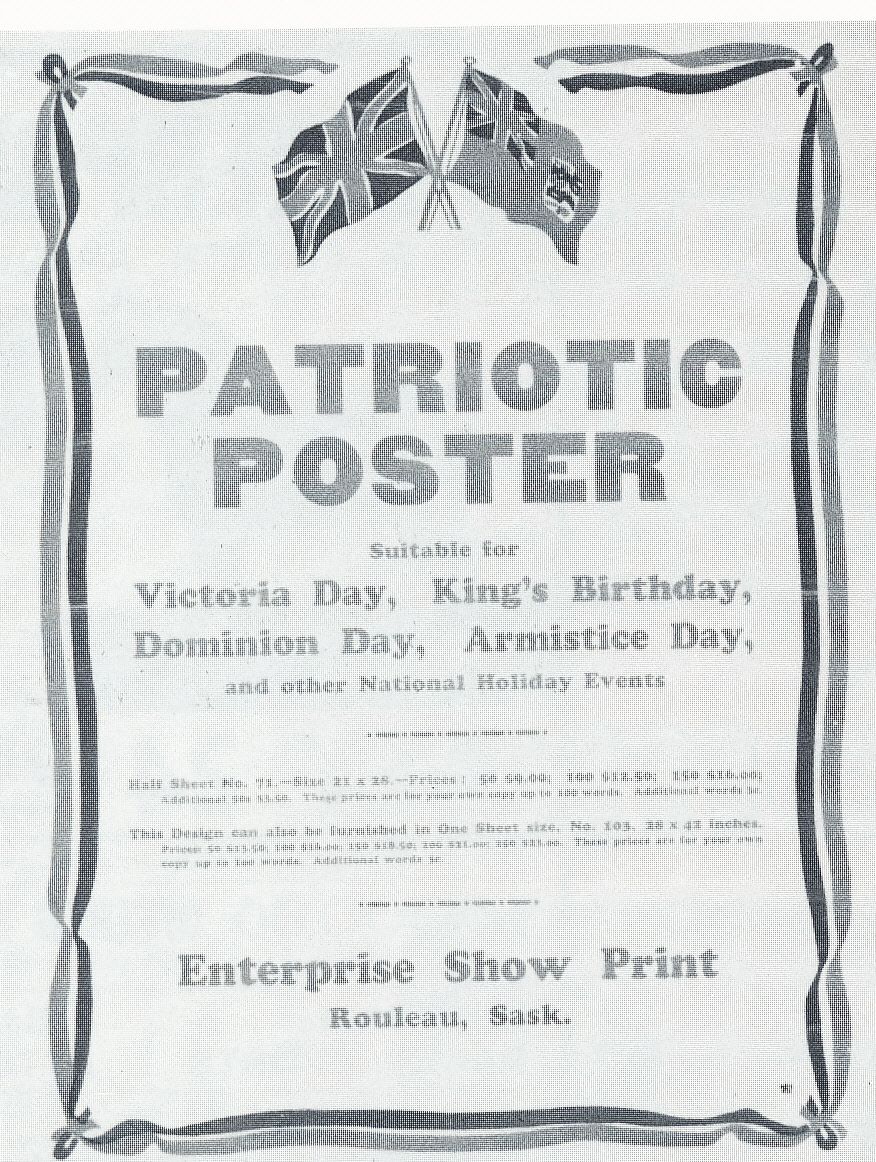 PATRIOTIC
POSTER
Suitable for
Victoria Day, King's Birthday,
Dominion Day, Armistice Day,
and other National Holiday Events
Half Sheet No. 71.—Size 21 x 28.—Prices: 50 $9.00; 100 $12.50; 150 $16.00;
Additional 50s $3.50. These prices are for your own copy up to 100 words. Additional words 5c.
This Design can also be furnished in One Sheet size, No. 103, 28 x 42 inches.
Prices: 50 $13.50; 100 $16.00; 150 $18.50; 200 $21.00; 250 $23.00. These prices are for your own
copy up to 100 words. Additional words 5c.
Enterprise Show Print
Rouleau, Sask.